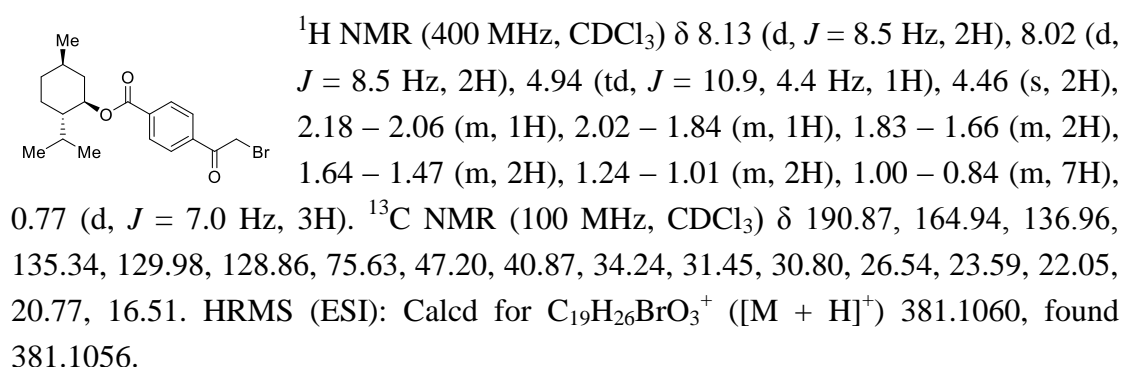 Me
O
O
Me
Me
O
Br
¹H NMR (400 MHz, CDCl₃) δ 8.13 (d, J = 8.5 Hz, 2H), 8.02 (d,
J = 8.5 Hz, 2H), 4.94 (td, J = 10.9, 4.4 Hz, 1H), 4.46 (s, 2H),
2.18 – 2.06 (m, 1H), 2.02 – 1.84 (m, 1H), 1.83 – 1.66 (m, 2H),
1.64 – 1.47 (m, 2H), 1.24 – 1.01 (m, 2H), 1.00 – 0.84 (m, 7H),
0.77 (d, J = 7.0 Hz, 3H). ¹³C NMR (100 MHz, CDCl₃) δ 190.87, 164.94, 136.96,
135.34, 129.98, 128.86, 75.63, 47.20, 40.87, 34.24, 31.45, 30.80, 26.54, 23.59, 22.05,
20.77, 16.51. HRMS (ESI): Calcd for C₁₉H₂₆BrO₃⁺ ([M + H]⁺) 381.1060, found
381.1056.